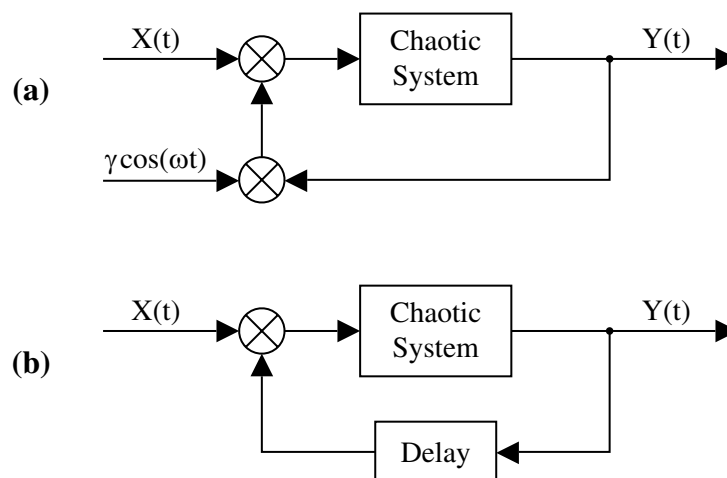 X(t)
Chaotic
System
Y(t)
(a)
γcos(ωt)
X(t)
Chaotic
System
Y(t)
(b)
Delay